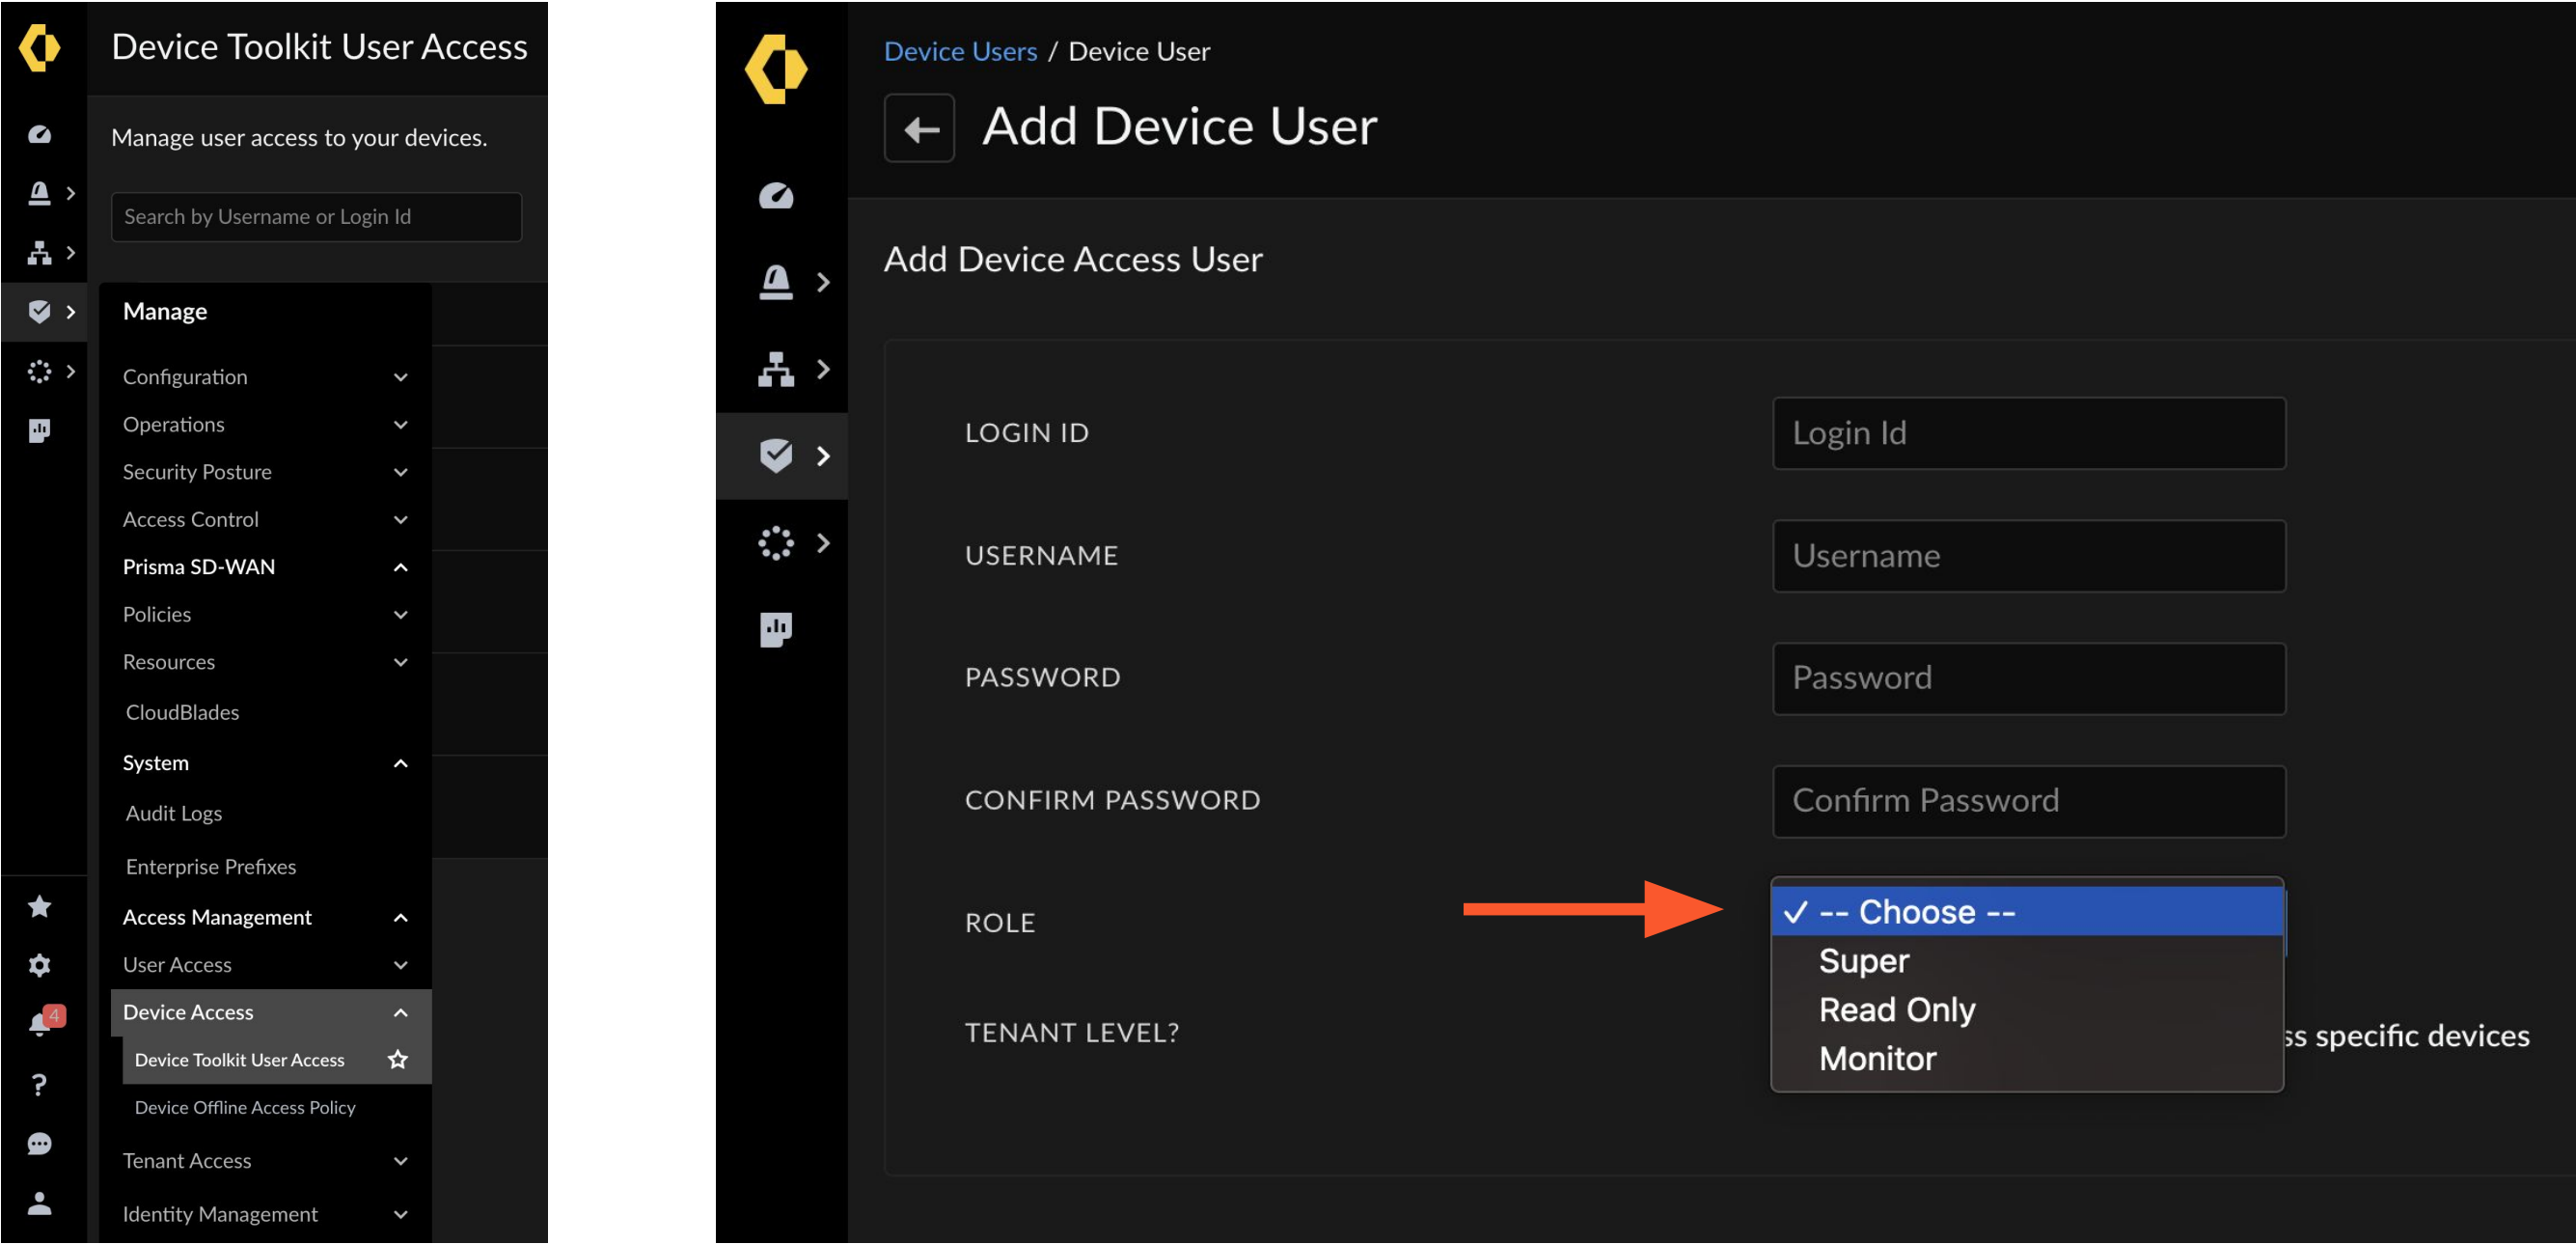 Device Toolkit User Access
Manage user access to your devices.
Search by Username or Login Id
Manage
Configuration
Operations
Security Posture
Access Control
Prisma SD-WAN
Policies
Resources
CloudBlades
System
Audit Logs
Enterprise Prefixes
Access Management
User Access
Device Access
Device Toolkit User Access
Device Offline Access Policy
Tenant Access
Identity Management
4
?
Device Users / Device User
Add Device User
Add Device Access User
LOGIN ID
Login Id
USERNAME
Username
PASSWORD
Password
CONFIRM PASSWORD
Confirm Password
ROLE
-- Choose --
Super
Read Only
Monitor
TENANT LEVEL?
specific devices